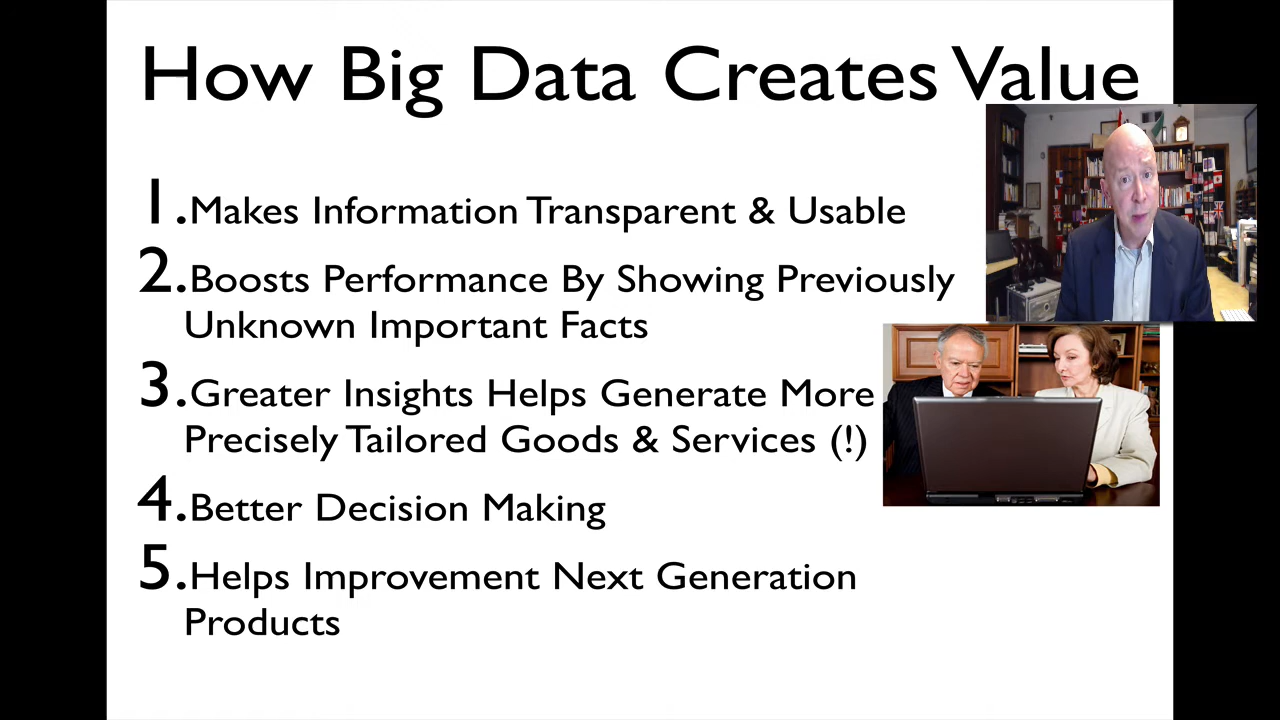 How Big Data Creates Value
1.Makes Information Transparent & Usable
2.Boosts Performance By Showing Previously
Unknown Important Facts
3.Greater Insights Helps Generate More
Precisely Tailored Goods & Services (!)
4.Better Decision Making
5.Helps Improvement Next Generation
Products